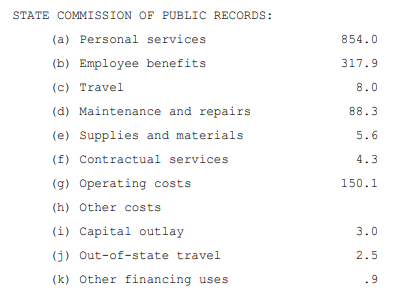 STATE COMMISSION OF PUBLIC RECORDS:
(a) Personal services 854.0
(b) Employee benefits 317.9
(c) Travel 8.0
(d) Maintenance and repairs 88.3
(e) Supplies and materials 5.6
(f) Contractual services 4.3
(g) Operating costs 150.1
(h) Other costs
(i) Capital outlay 3.0
(j) Out-of-state travel 2.5
(k) Other financing uses .9